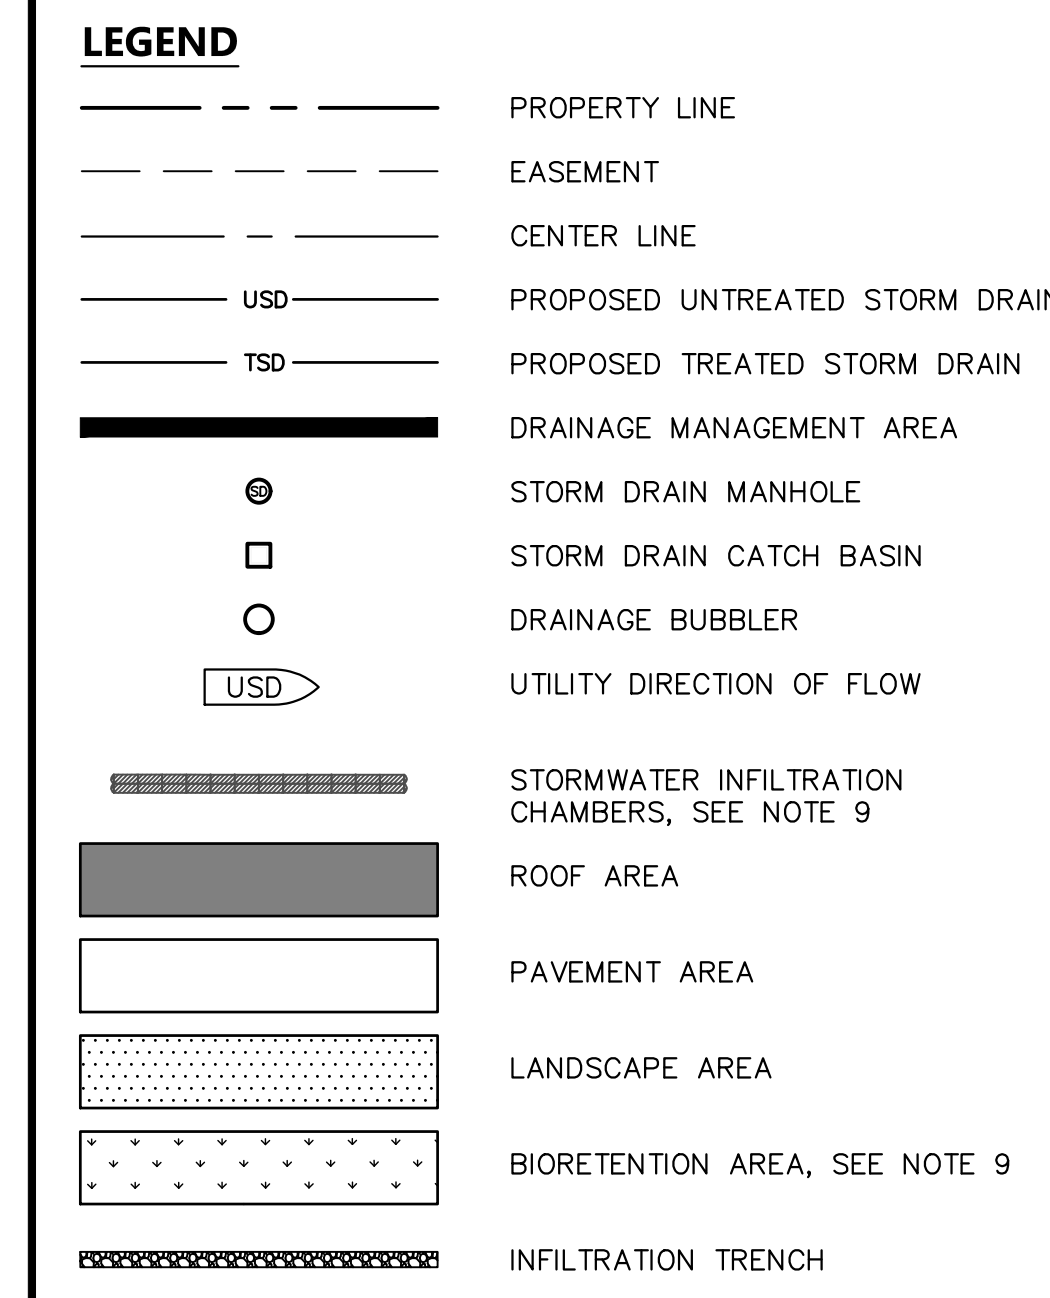 LEGEND
PROPERTY LINE
EASEMENT
CENTER LINE
USD PROPOSED UNTREATED STORM DRAIN
TSD PROPOSED TREATED STORM DRAIN
DRAINAGE MANAGEMENT AREA
SD STORM DRAIN MANHOLE
STORM DRAIN CATCH BASIN
DRAINAGE BUBBLER
USD UTILITY DIRECTION OF FLOW
STORMWATER INFILTRATION
CHAMBERS, SEE NOTE 9
ROOF AREA
PAVEMENT AREA
LANDSCAPE AREA
BIORETENTION AREA, SEE NOTE 9
INFILTRATION TRENCH